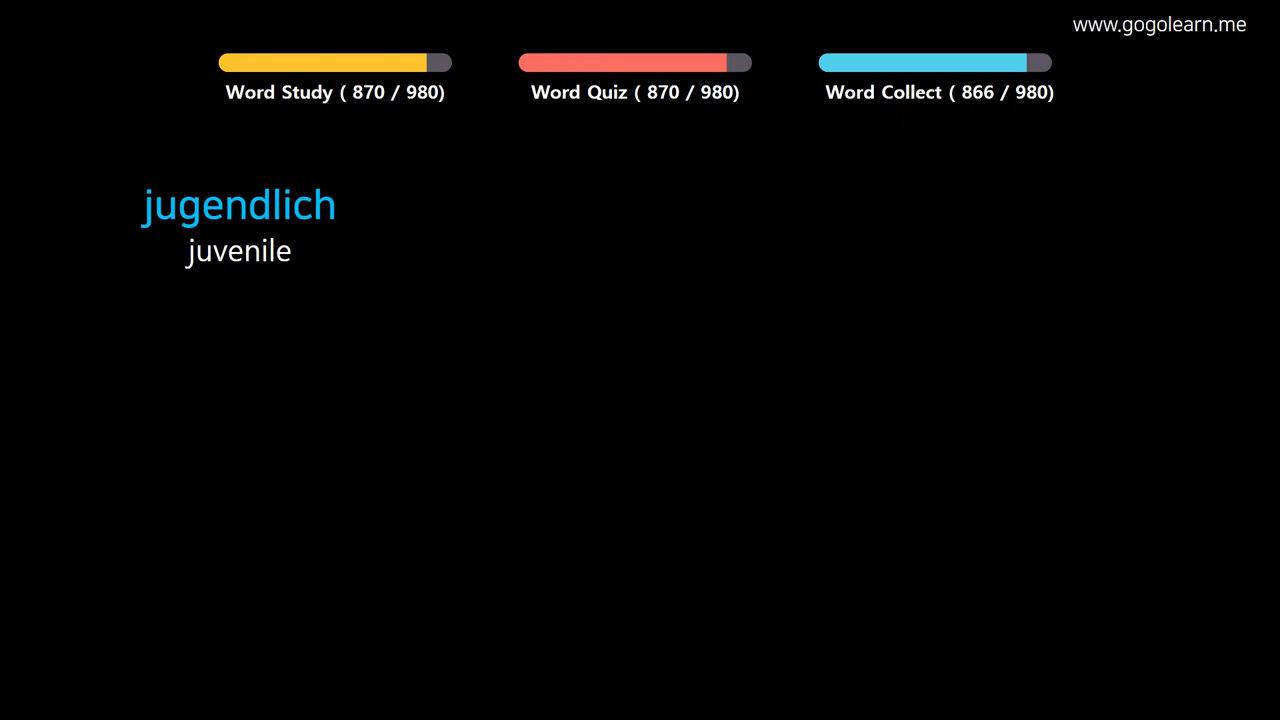 www.gogolearn.me
Word Study ( 870 / 980)
Word Quiz ( 870 / 980)
Word Collect ( 866 / 980)
jugendlich
juvenile